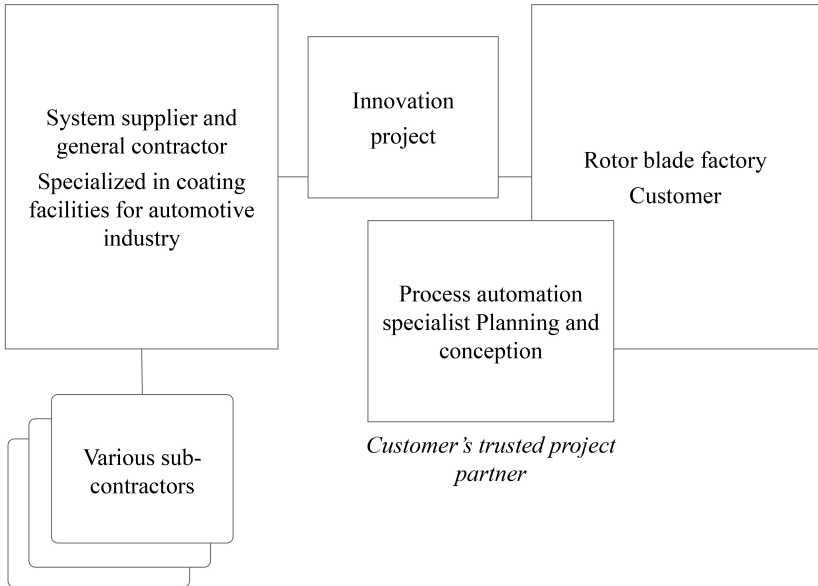 System supplier and
general contractor
Specialized in coating
facilities for automotive
industry
Innovation
project
Rotor blade factory
Customer
Process automation
specialist Planning and
conception
Customer’s trusted project
partner
Various sub-
contractors